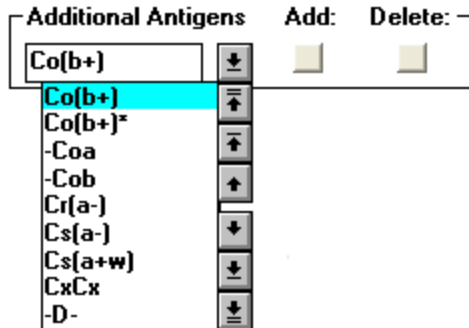 Additional Antigens Add: Delete:
Co(b+)
Co(b+)
Co(b+)*
-Coa
-Cob
Cr(a-)
Cs(a-)
Cs(a+w)
CxCx
-D-